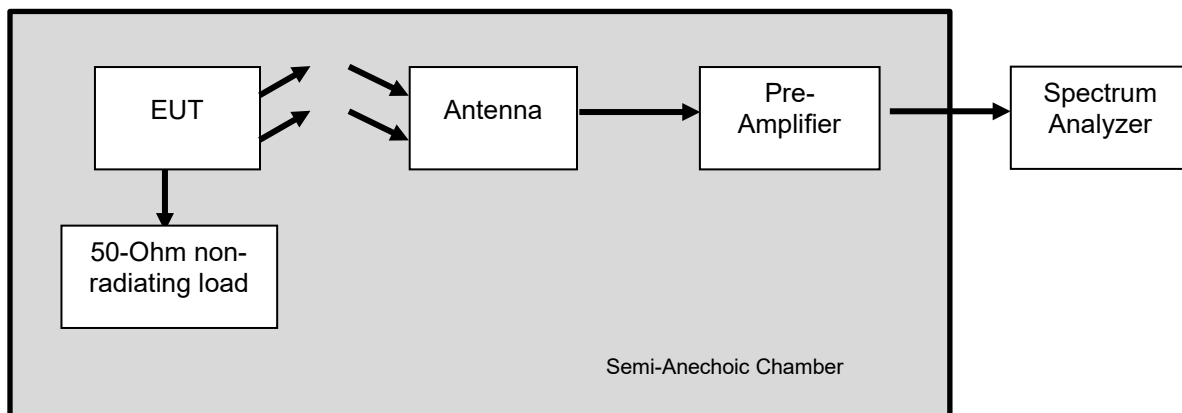 EUT
Antenna
Pre-
Amplifier
Spectrum
Analyzer
50-Ohm non-
radiating load
Semi-Anechoic Chamber